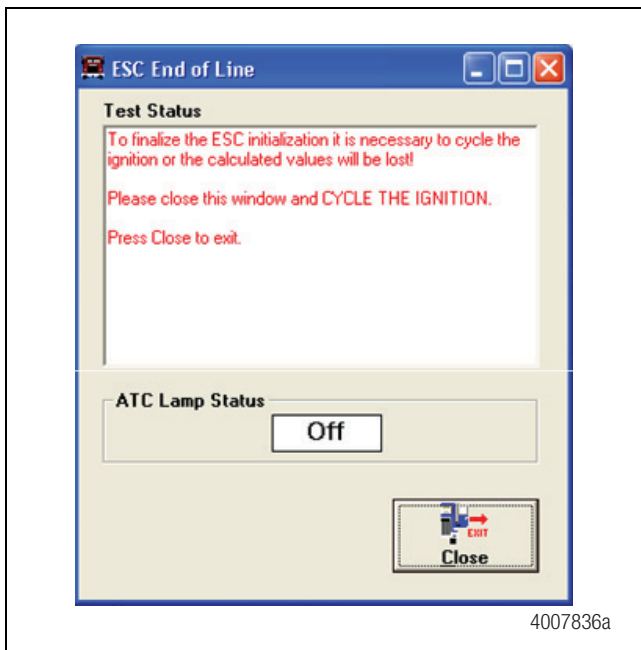 ESC End of Line
Test Status
To finalize the ESC initialization it is necessary to cycle the
ignition or the calculated values will be lost!
Please close this window and CYCLE THE IGNITION.
Press Close to exit.
ATC Lamp Status
Off
EXIT
Close
4007836a